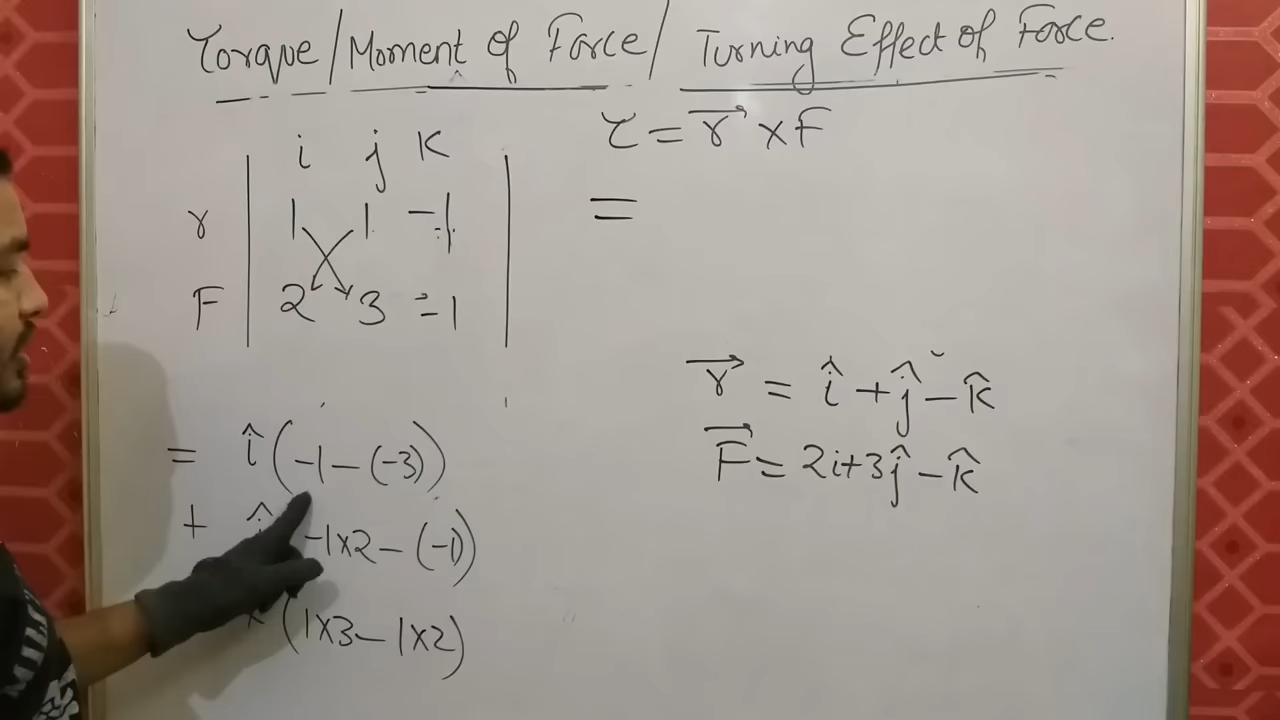 Torque/Moment of Force/ Turning Effect of Force.
τ = r⃗ × F
=
i j K
r 1 1 -1
F 2 3 -1
= î (-1-(-3))
+ (-1×2-(-1))
(1×3-1×2)
r⃗ = î + ĵ - k̂
F⃗ = 2i+3ĵ - k̂